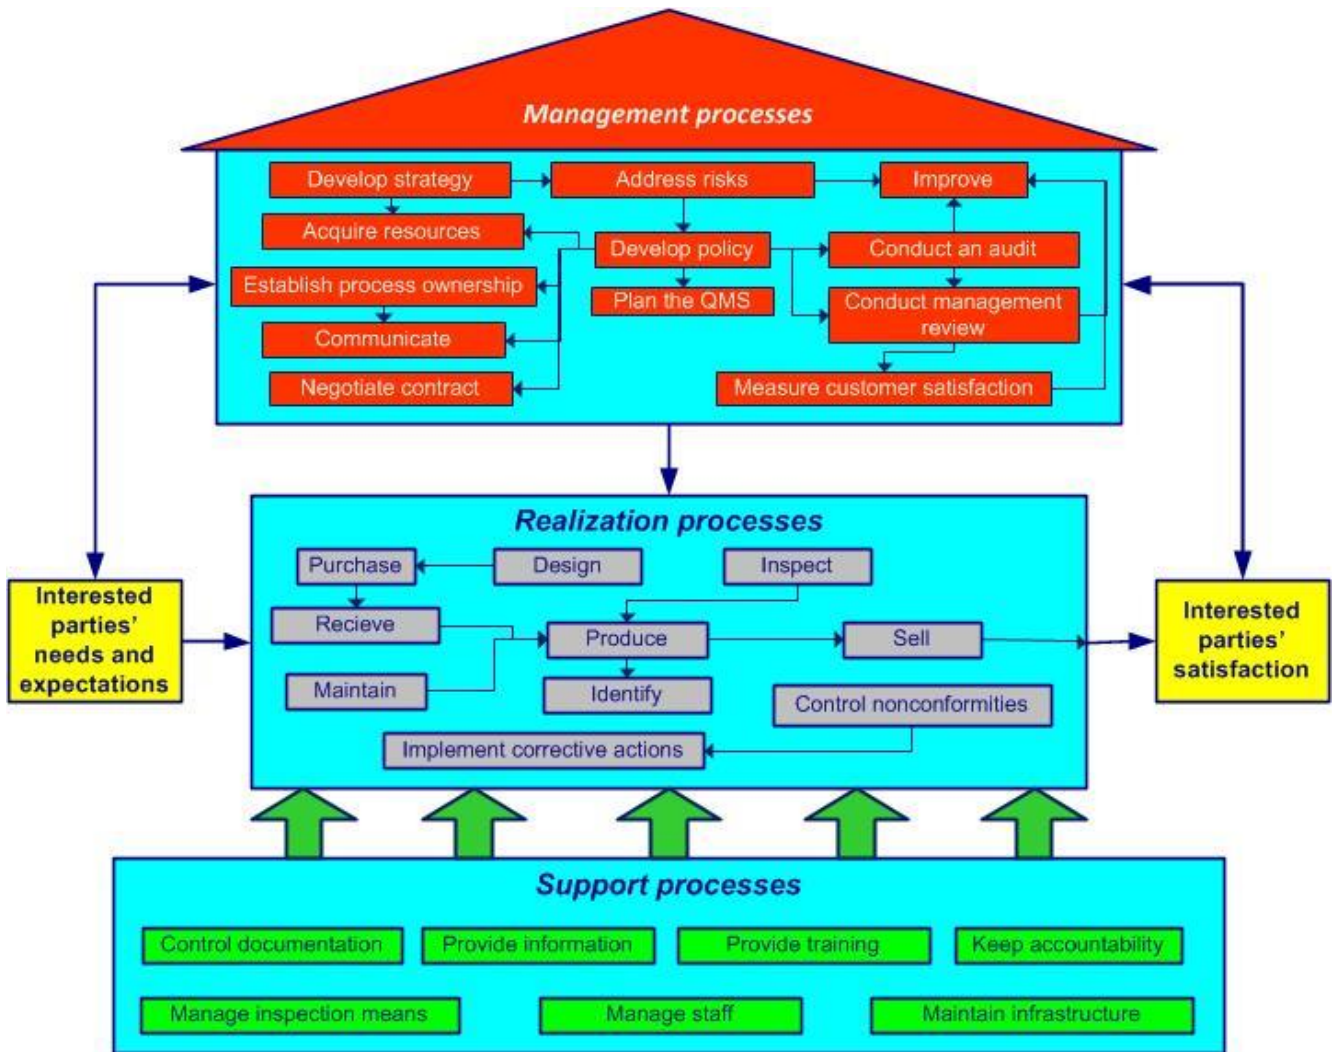 Management processes
Develop strategy
Address risks
Improve
Acquire resources
Develop policy
Conduct an audit
Establish process ownership
Plan the QMS
Conduct management
review
Communicate
Negotiate contract
Measure customer satisfaction
Realization processes
Purchase
Design
Inspect
Recieve
Produce
Sell
Maintain
Identify
Control nonconformities
Implement corrective actions
Interested
parties'
needs and
expectations
Interested
parties'
satisfaction
Support processes
Control documentation
Provide information
Provide training
Keep accountability
Manage inspection means
Manage staff
Maintain infrastructure